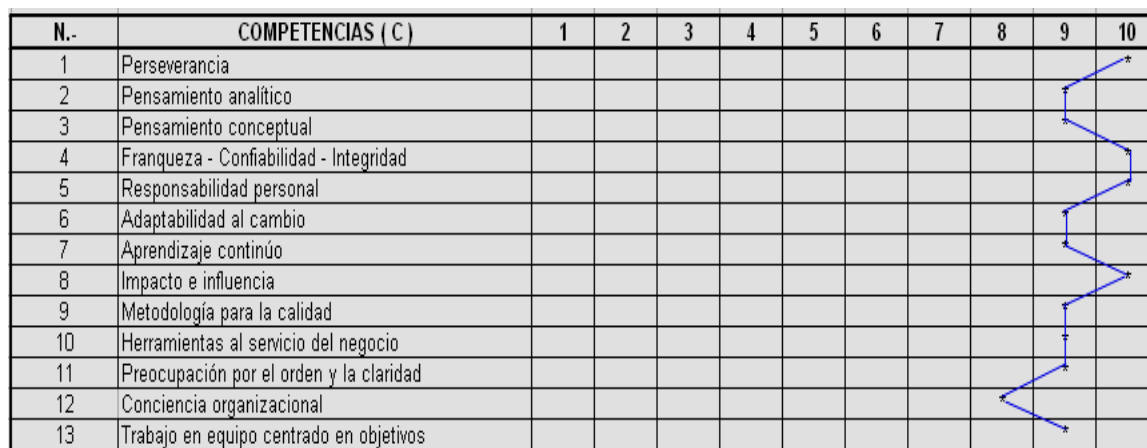 N.- COMPETENCIAS ( C ) 1 2 3 4 5 6 7 8 9 10
1 Perseverancia
2 Pensamiento analítico
3 Pensamiento conceptual
4 Franqueza - Confiabilidad - Integridad
5 Responsabilidad personal
6 Adaptabilidad al cambio
7 Aprendizaje continúo
8 Impacto e influencia
9 Metodología para la calidad
10 Herramientas al servicio del negocio
11 Preocupación por el orden y la claridad
12 Conciencia organizacional
13 Trabajo en equipo centrado en objetivos